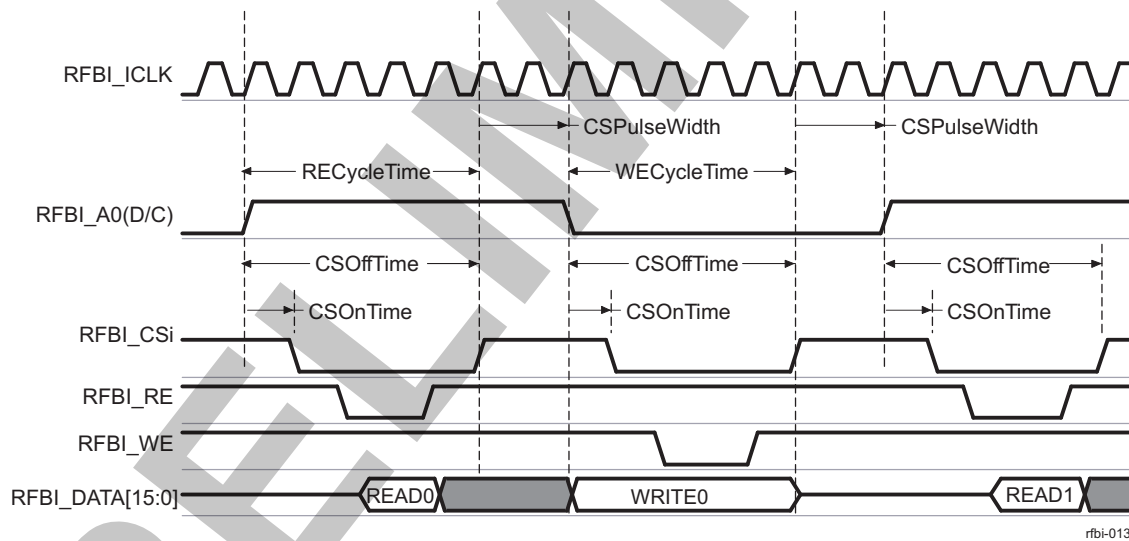 RFBI_ICLK
CSPulseWidth
CSPulseWidth
RECycleTime
WECycleTime
RFBI_A0(D/C)
CSOffTime
CSOffTime
CSOffTime
CSOnTime
CSOnTime
CSOnTime
RFBI_CSi
RFBI_RE
RFBI_WE
RFBI_DATA[15:0]
READ0
WRITE0
READ1
rfbi-013